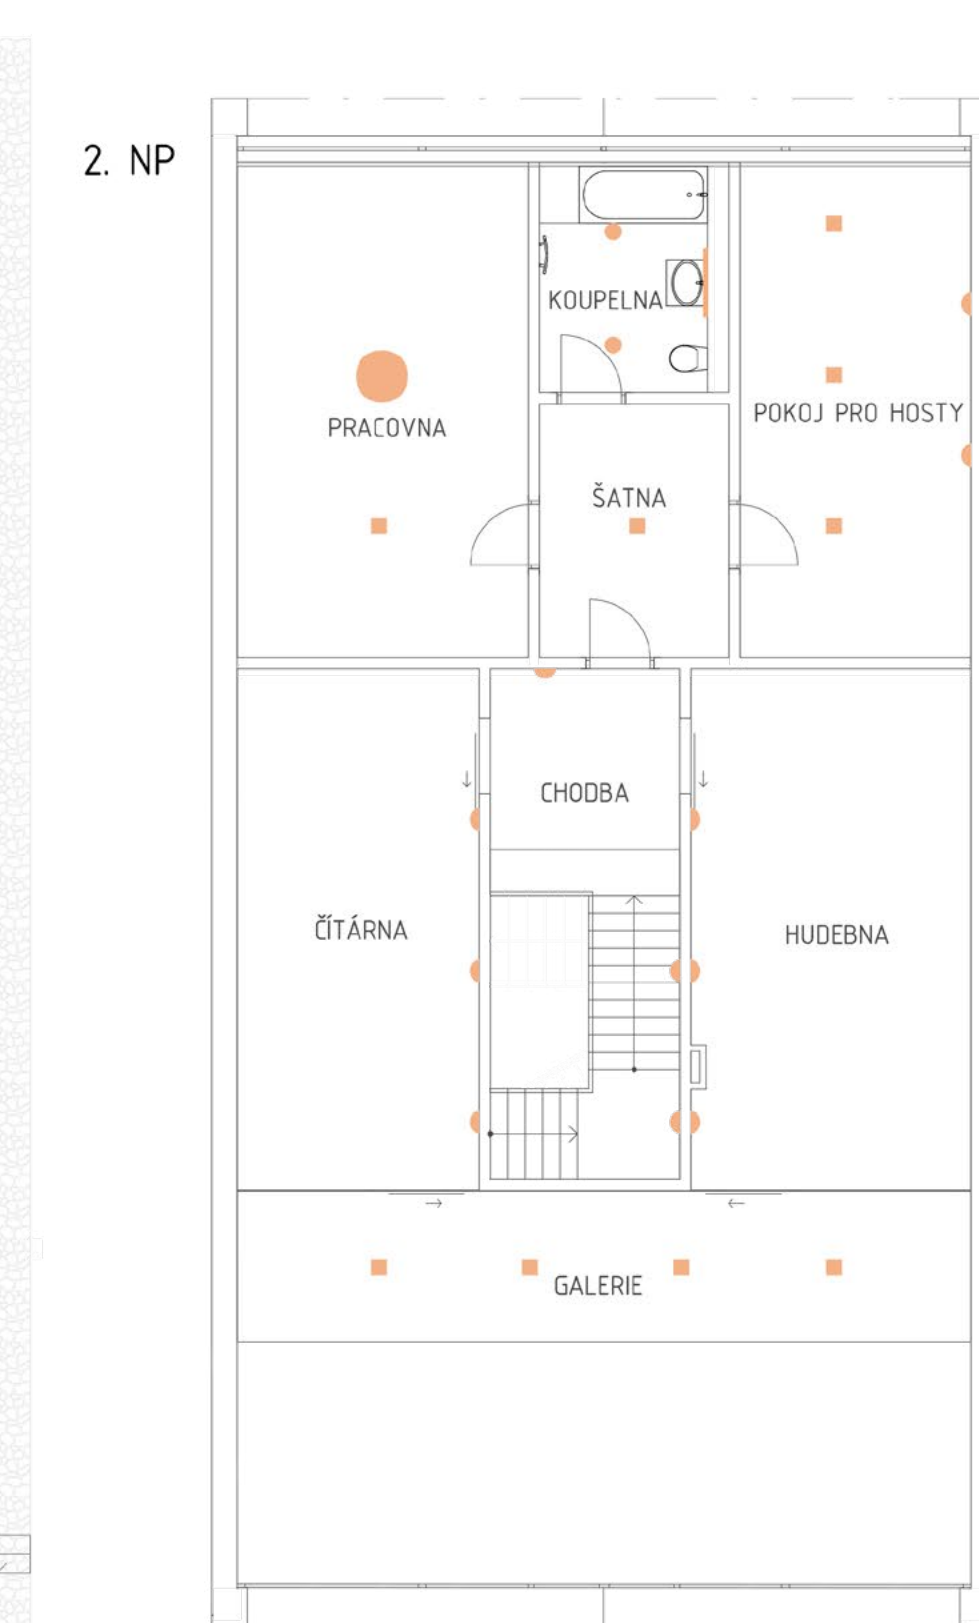 2. NP
KOUPELNA
POKOJ PRO HOSTY
PRACOVNA
ŠATNA
CHODBA
ČÍTÁRNA
HUDEBNA
GALERIE